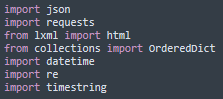 import json
import requests
from lxml import html
from collections import OrderedDict
import datetime
import re
import timestring